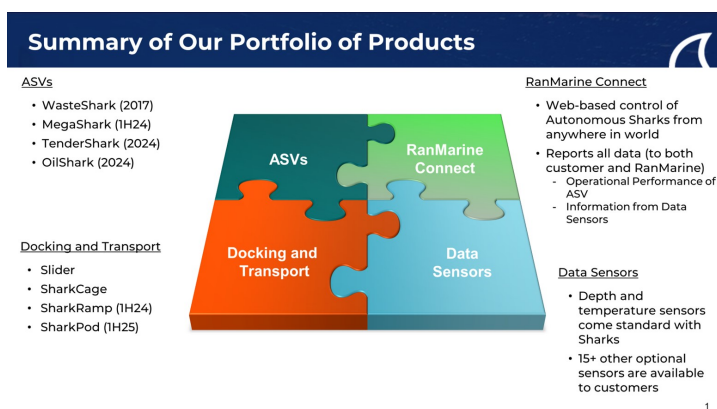 Summary of Our Portfolio of Products
ASVs
• WasteShark (2017)
• MegaShark (1H24)
• TenderShark (2024)
• OilShark (2024)
Docking and Transport
• Slider
• SharkCage
• SharkRamp (1H24)
• SharkPod (1H25)
ASVs
RanMarine
Connect
Docking and
Transport
Data
Sensors
RanMarine Connect
• Web-based control of
Autonomous Sharks from
anywhere in world
• Reports all data (to both
customer and RanMarine)
- Operational Performance of
ASV
- Information from Data
Sensors
Data Sensors
• Depth and
temperature sensors
come standard with
Sharks
• 15+ other optional
sensors are available
to customers
1